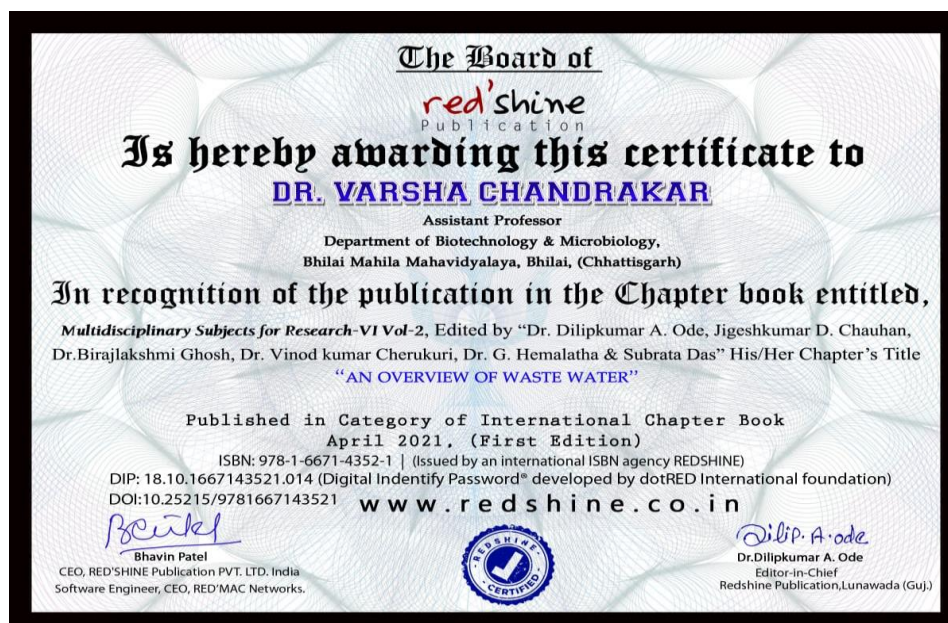 The Board of
red'shine
Publication
Is hereby awarding this certificate to
DR. VARSHA CHANDRAKAR
Assistant Professor
Department of Biotechnology & Microbiology,
Bhilai Mahila Mahavidyalaya, Bhilai, (Chhattisgarh)
In recognition of the publication in the Chapter book entitled,
Multidisciplinary Subjects for Research-VI Vol-2, Edited by “Dr. Dilipkumar A. Ode, Jigeshkumar D. Chauhan,
Dr.Birajlakshmi Ghosh, Dr. Vinod kumar Cherukuri, Dr. G. Hemalatha & Subrata Das” His/Her Chapter’s Title
“AN OVERVIEW OF WASTE WATER”
Published in Category of International Chapter Book
April 2021, (First Edition)
ISBN: 978-1-6671-4352-1 | (Issued by an international ISBN agency REDSHINE)
DIP: 18.10.1667143521.014 (Digital Indentify Password® developed by dotRED International foundation)
DOI:10.25215/9781667143521
www.redshine.co.in
Bhavin Patel
CEO, RED'SHINE Publication PVT. LTD. India
Software Engineer, CEO, RED'MAC Networks.
REDSHINE
CERTIFIED
Dilip. A. ode
Dr.Dilipkumar A. Ode
Editor-in-Chief
Redshine Publication,Lunawada (Guj.)